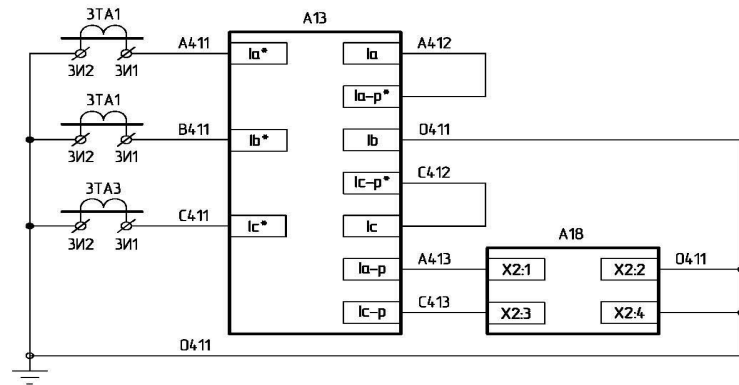 3TA1
A13
A411
Ia*
Ia
A412
3И2
3И1
Ia-p*
3TA1
B411
Ib*
Ib
0411
3И2
3И1
Ic-p*
C412
3TA3
C411
Ic*
Ic
3И2
3И1
A18
Ia-p
A413
X2:1
X2:2
0411
Ic-p
C413
X2:3
X2:4
0411